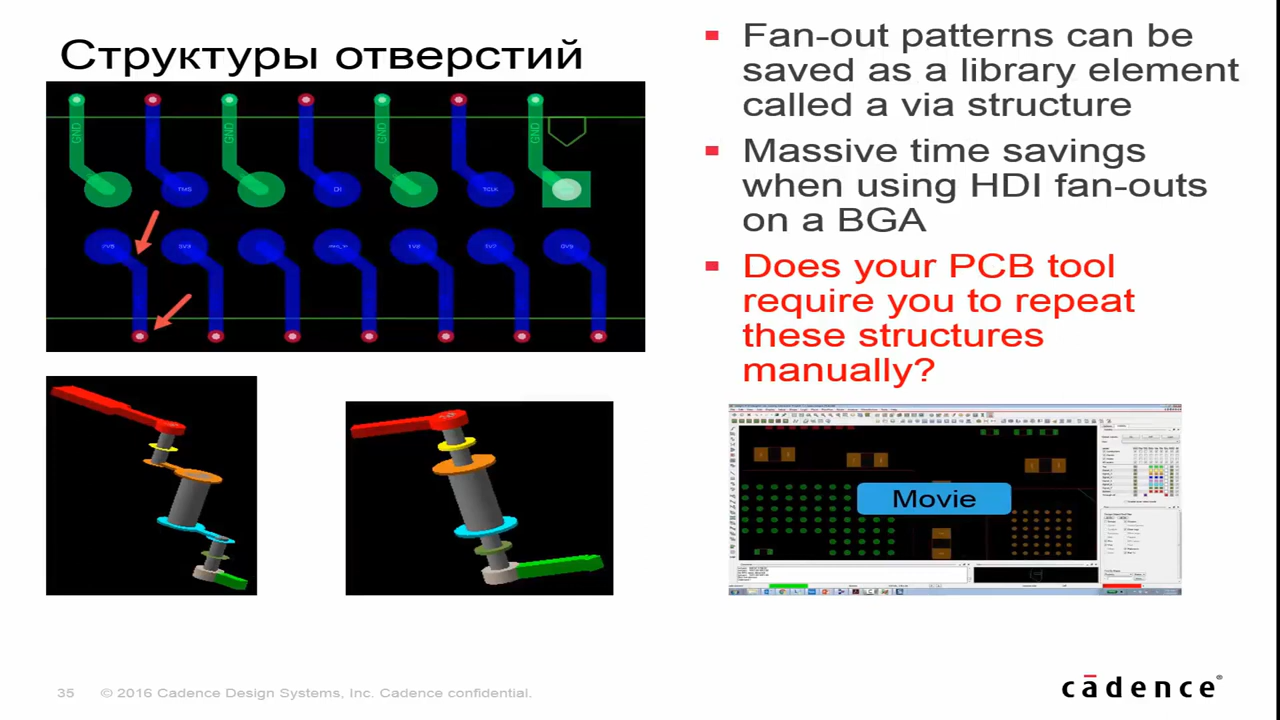 Структуры отверстий
GND GND GND
TMS DI TCLK
Fan-out patterns can be
saved as a library element
called a via structure
Massive time savings
when using HDI fan-outs
on a BGA
Does your PCB tool
require you to repeat
these structures
manually?
Movie
35 © 2016 Cadence Design Systems, Inc. Cadence confidential.
cādence®